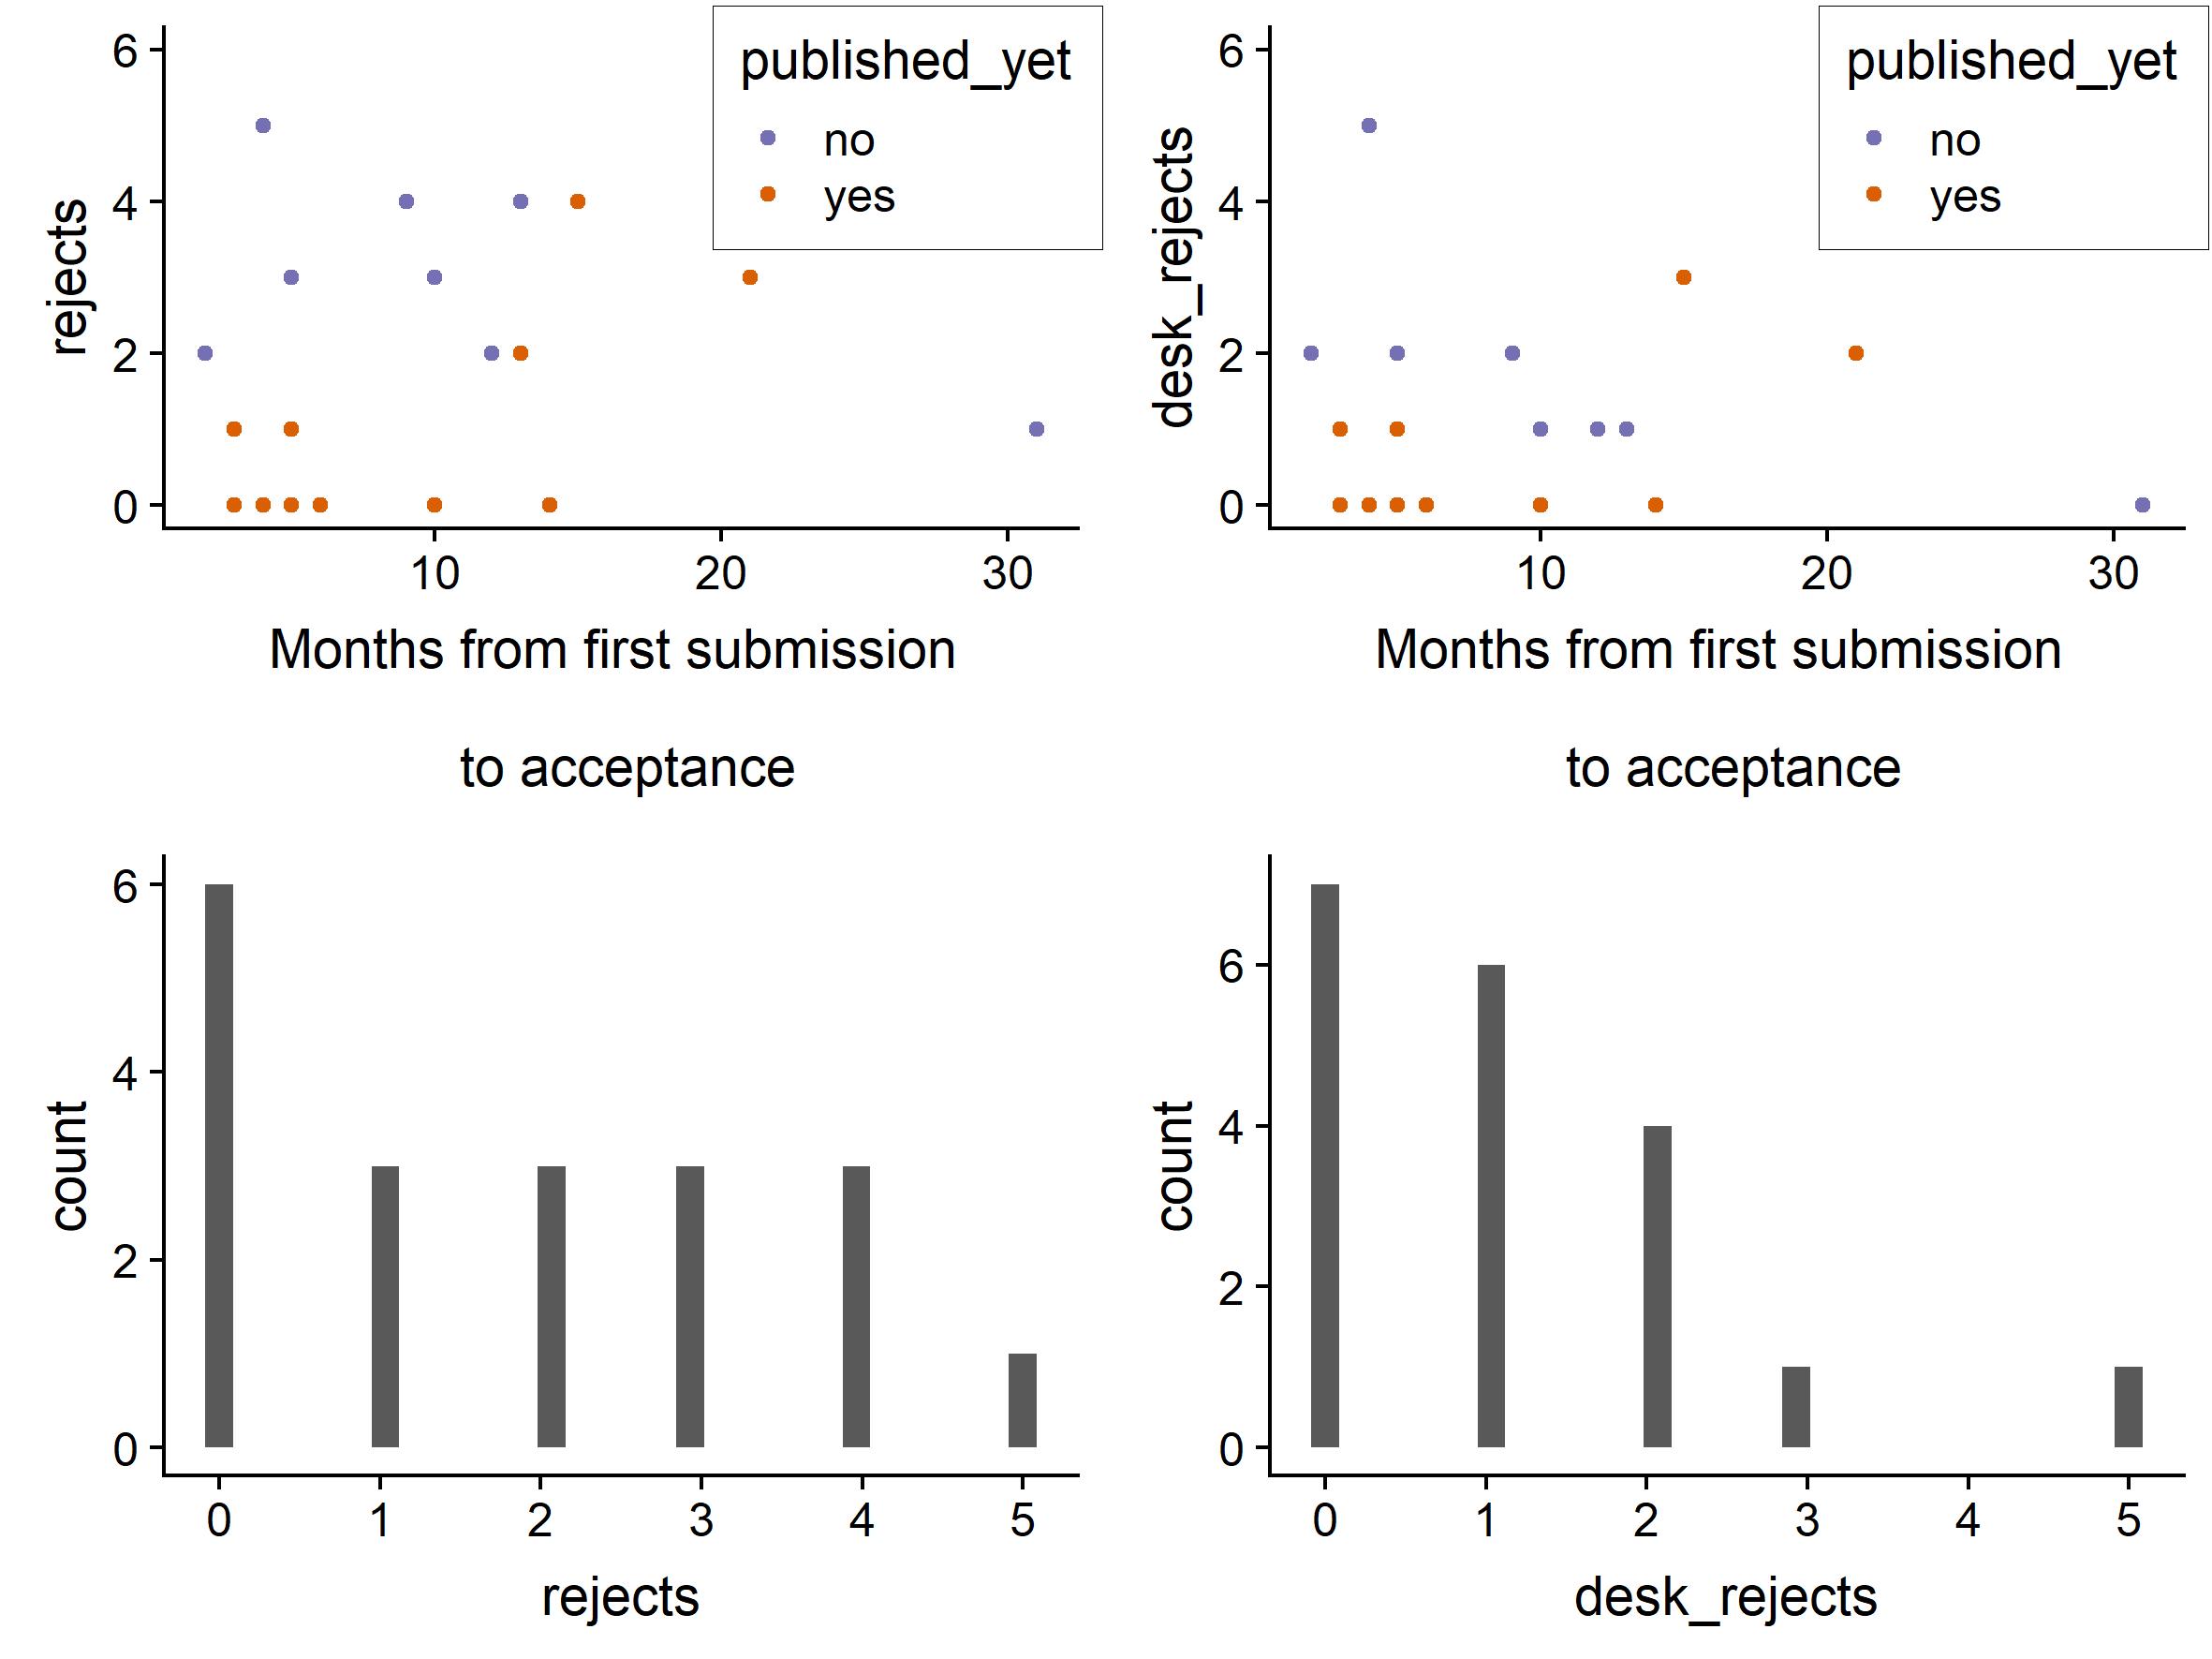 published_yet
no
yes
rejects
6
4
2
0
10 20 30
Months from first submission
to acceptance
published_yet
no
yes
desk_rejects
6
4
2
0
10 20 30
Months from first submission
to acceptance
count
6
4
2
0
0 1 2 3 4 5
rejects
count
6
4
2
0
0 1 2 3 4 5
desk_rejects